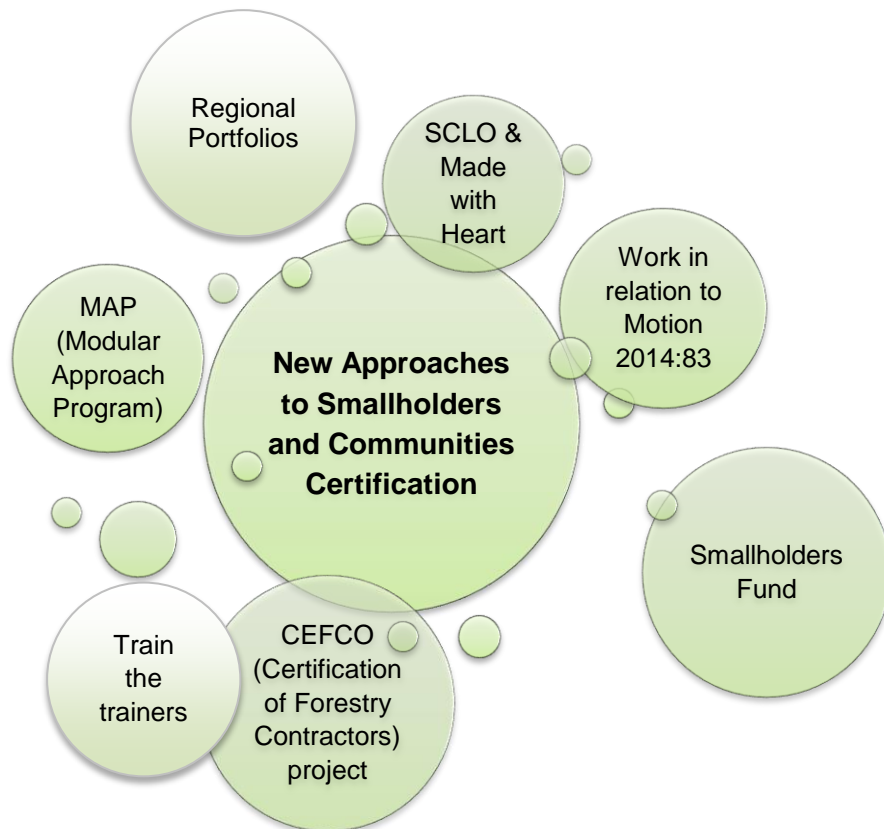 Regional
Portfolios
SCLO &
Made
with
Heart
Work in
relation to
Motion
2014:83
MAP
(Modular
Approach
Program)
New Approaches
to Smallholders
and Communities
Certification
Smallholders
Fund
Train
the
trainers
CEFCO
(Certification
of Forestry
Contractors)
project